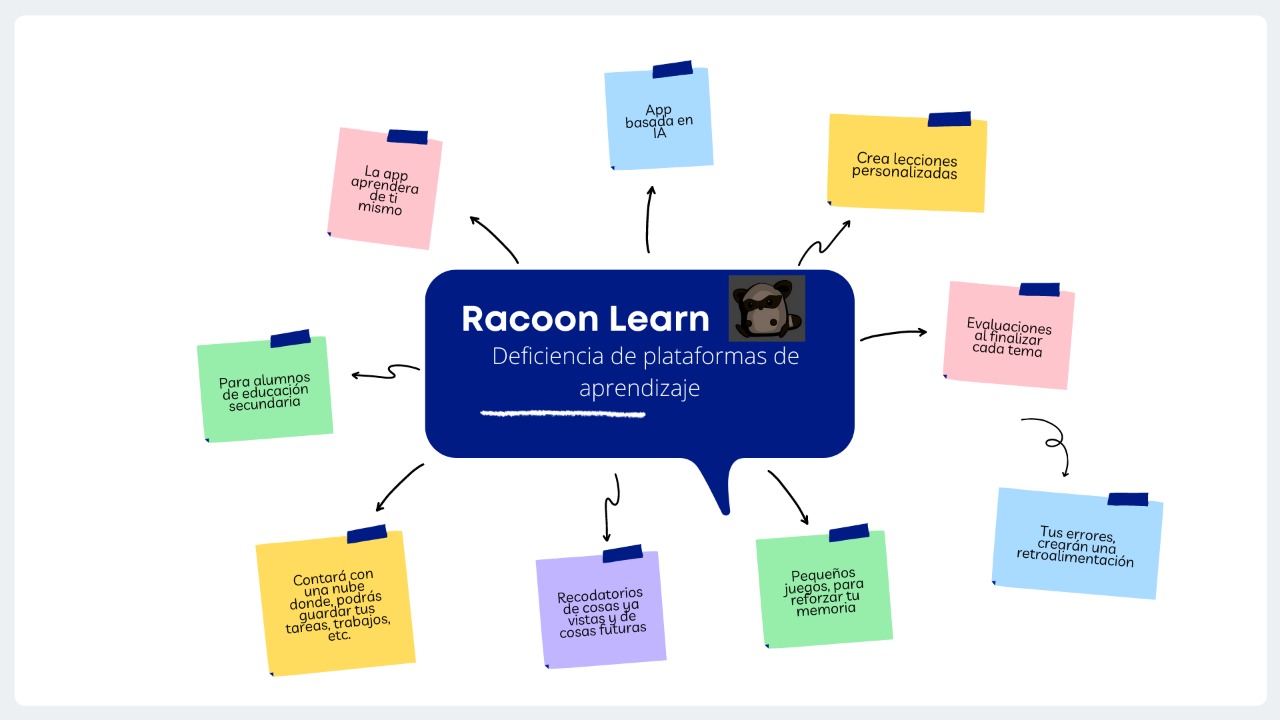 App
basada en
IA
La app
aprendera
de ti
mismo
Crea lecciones
personalizadas
Racoon Learn
Deficiencia de plataformas de
aprendizaje
Evaluaciones
al finalizar
cada tema
Para alumnos
de educación
secundaria
Tus errores,
crearán una
retroalimentación
Contará con
una nube
donde, podrás
guardar tus
tareas, trabajos,
etc.
Recodatorios
de cosas ya
vistas y de
cosas futuras
Pequeños
juegos, para
reforzar tu
memoria